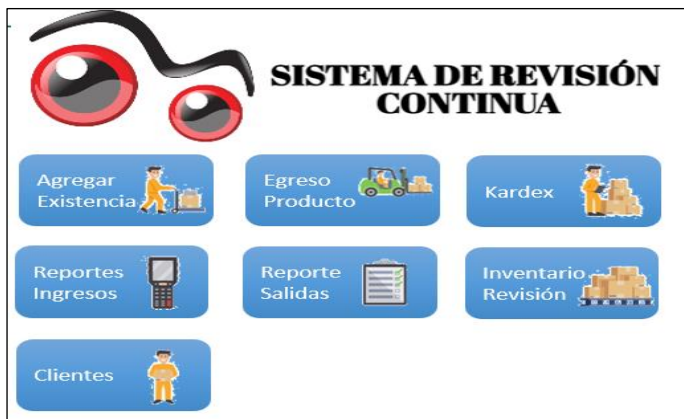 SISTEMA DE REVISIÓN
CONTINUA
Agregar
Existencia
Egreso
Producto
Kardex
Reportes
Ingresos
Reporte
Salidas
Inventario
Revisión
Clientes